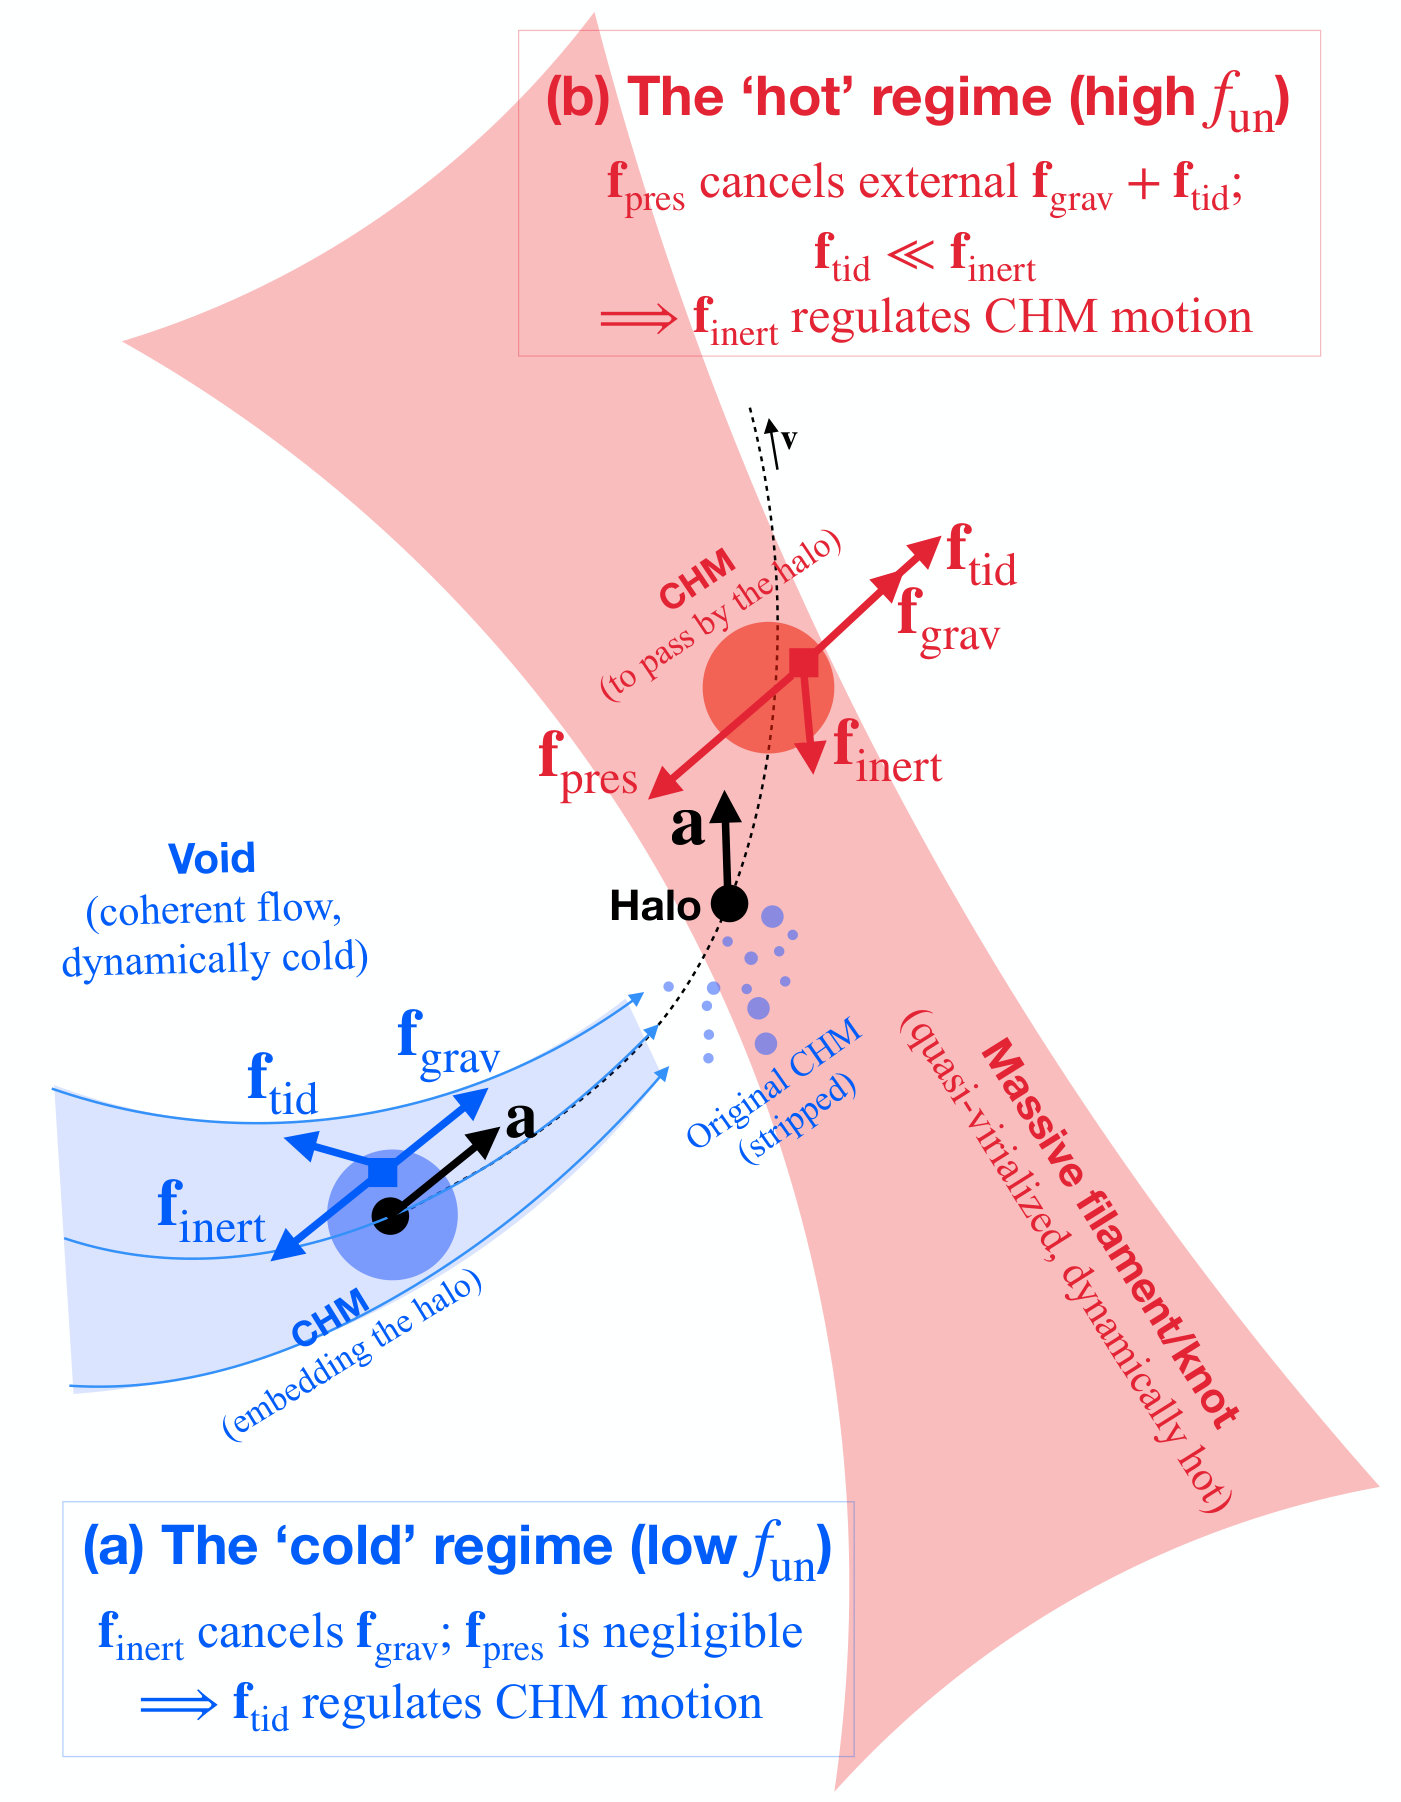 (b) The ‘hot’ regime (high f_un)
f_pres cancels external f_grav + f_tid;
f_tid ≪ f_inert
⟹ f_inert regulates CHM motion
v
f_tid
f_grav
CHM
(to pass by the halo)
f_pres
f_inert
a
Halo
Void
(coherent flow,
dynamically cold)
f_grav
f_tid
a
f_inert
CHM
(embedding the halo)
Original CHM
(stripped)
Massive filament/knot
(quasi-virialized, dynamically hot)
(a) The ‘cold’ regime (low f_un)
f_inert cancels f_grav; f_pres is negligible
⟹ f_tid regulates CHM motion